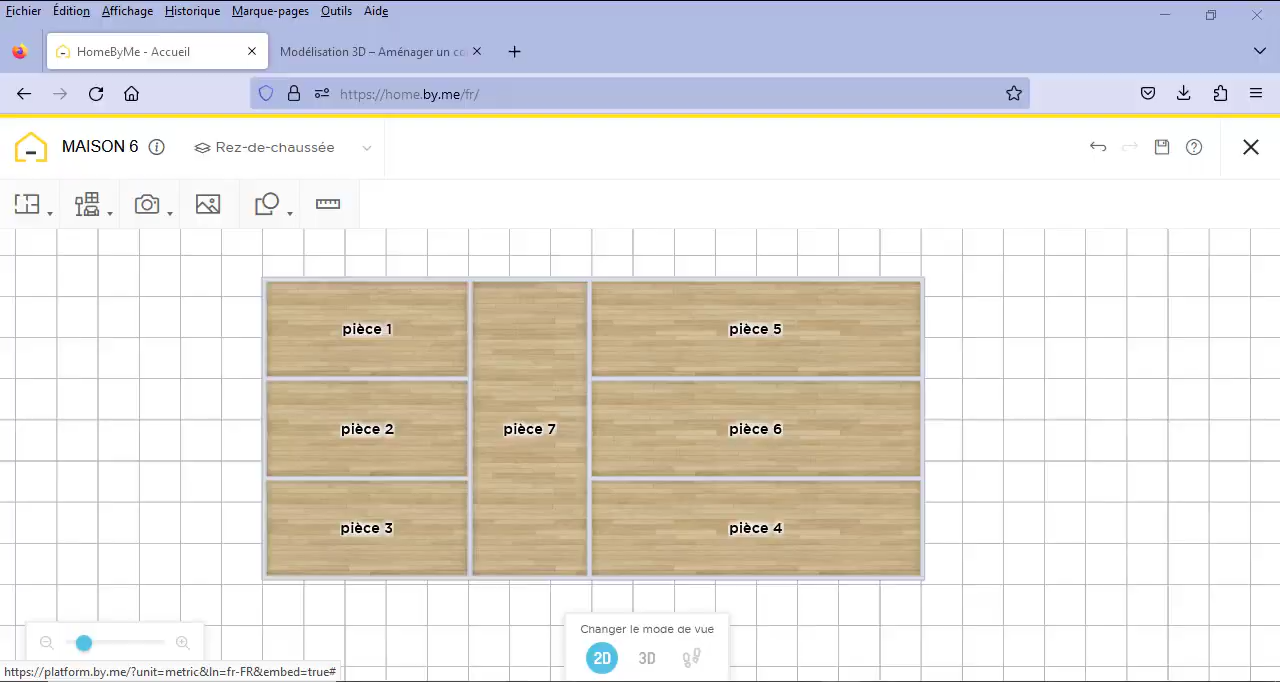 Fichier Édition Affichage Historique Marque-pages Outils Aide
HomeByMe - Accueil
Modélisation 3D – Aménager un co
https://home.by.me/fr/
MAISON 6
Rez-de-chaussée
pièce 1
pièce 5
pièce 2
pièce 7
pièce 6
pièce 3
pièce 4
Changer le mode de vue
2D 3D
https://platform.by.me/?unit=metric&ln=fr-FR&embed=true#